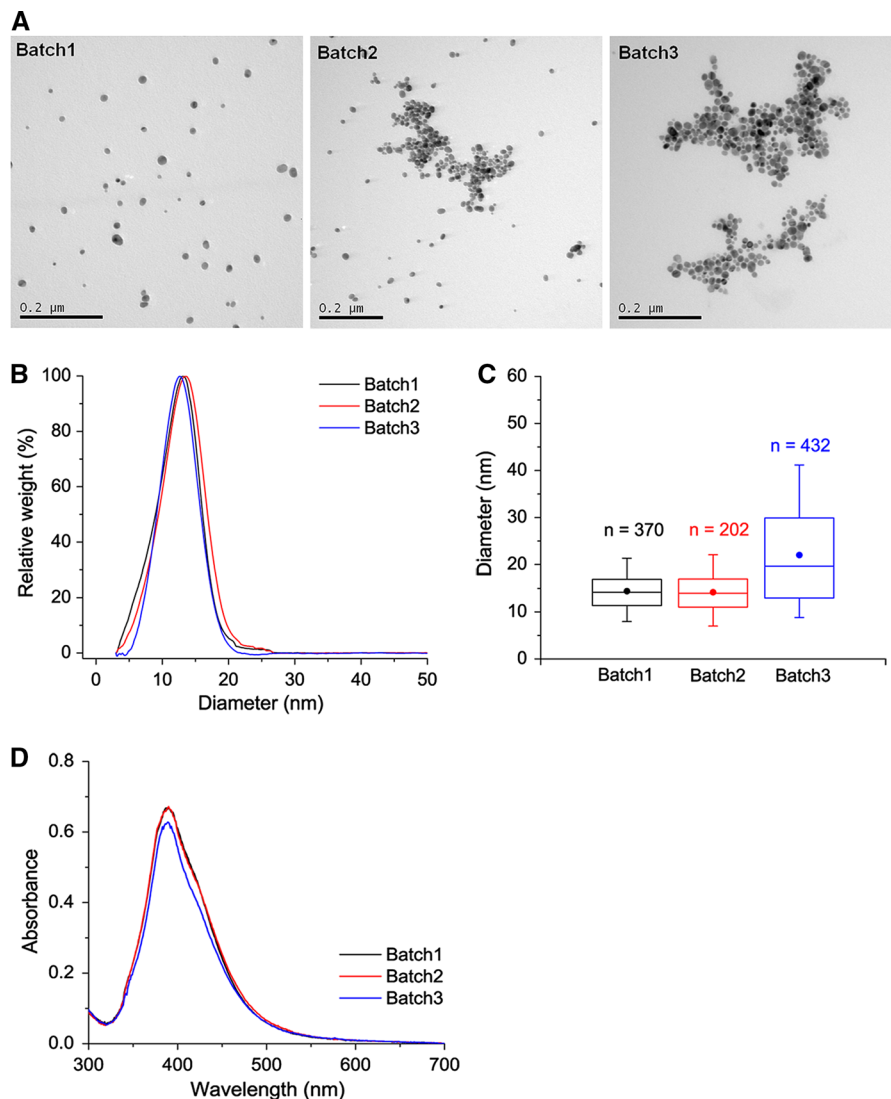 A
Batch1
Batch2
Batch3
0.2 µm
0.2 µm
0.2 µm
B
100
80
60
40
20
0
Relative weight (%)
0
10
20
30
40
50
Diameter (nm)
Batch1
Batch2
Batch3
C
60
50
40
30
20
10
0
Diameter (nm)
n = 370
n = 202
n = 432
Batch1
Batch2
Batch3
D
0.8
0.6
0.4
0.2
0.0
Absorbance
300
400
500
600
700
Wavelength (nm)
Batch1
Batch2
Batch3